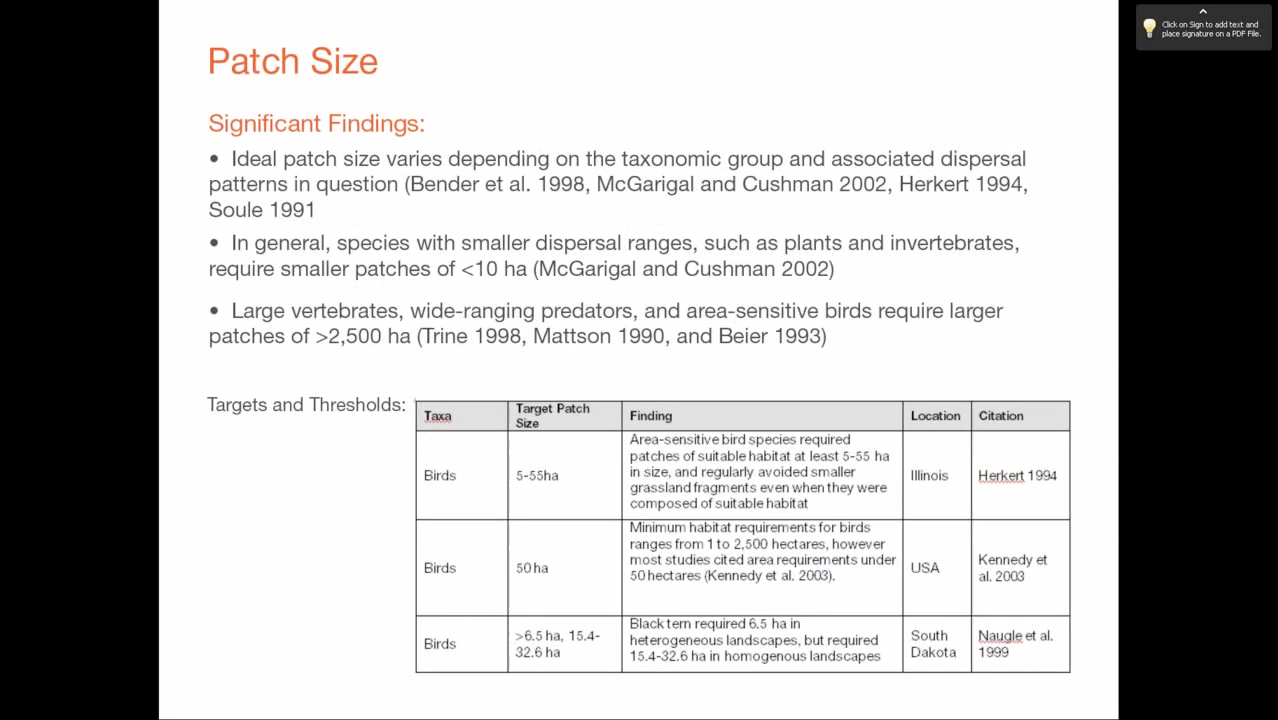 Click on Sign to add text and
place signature on a PDF File.
Patch Size
Significant Findings:
• Ideal patch size varies depending on the taxonomic group and associated dispersal
patterns in question (Bender et al. 1998, McGarigal and Cushman 2002, Herkert 1994,
Soule 1991
• In general, species with smaller dispersal ranges, such as plants and invertebrates,
require smaller patches of <10 ha (McGarigal and Cushman 2002)
• Large vertebrates, wide-ranging predators, and area-sensitive birds require larger
patches of >2,500 ha (Trine 1998, Mattson 1990, and Beier 1993)
Targets and Thresholds:
Taxa
Target Patch
Size
Finding
Location
Citation
Birds
5-55ha
Area-sensitive bird species required
patches of suitable habitat at least 5-55 ha
in size, and regularly avoided smaller
grassland fragments even when they were
composed of suitable habitat
Illinois
Herkert 1994
Birds
50 ha
Minimum habitat requirements for birds
ranges from 1 to 2,500 hectares, however
most studies cited area requirements under
50 hectares (Kennedy et al. 2003).
USA
Kennedy et
al. 2003
Birds
>6.5 ha, 15.4-
32.6 ha
Black tern required 6.5 ha in
heterogeneous landscapes, but required
15.4-32.6 ha in homogenous landscapes
South
Dakota
Naugle et al.
1999